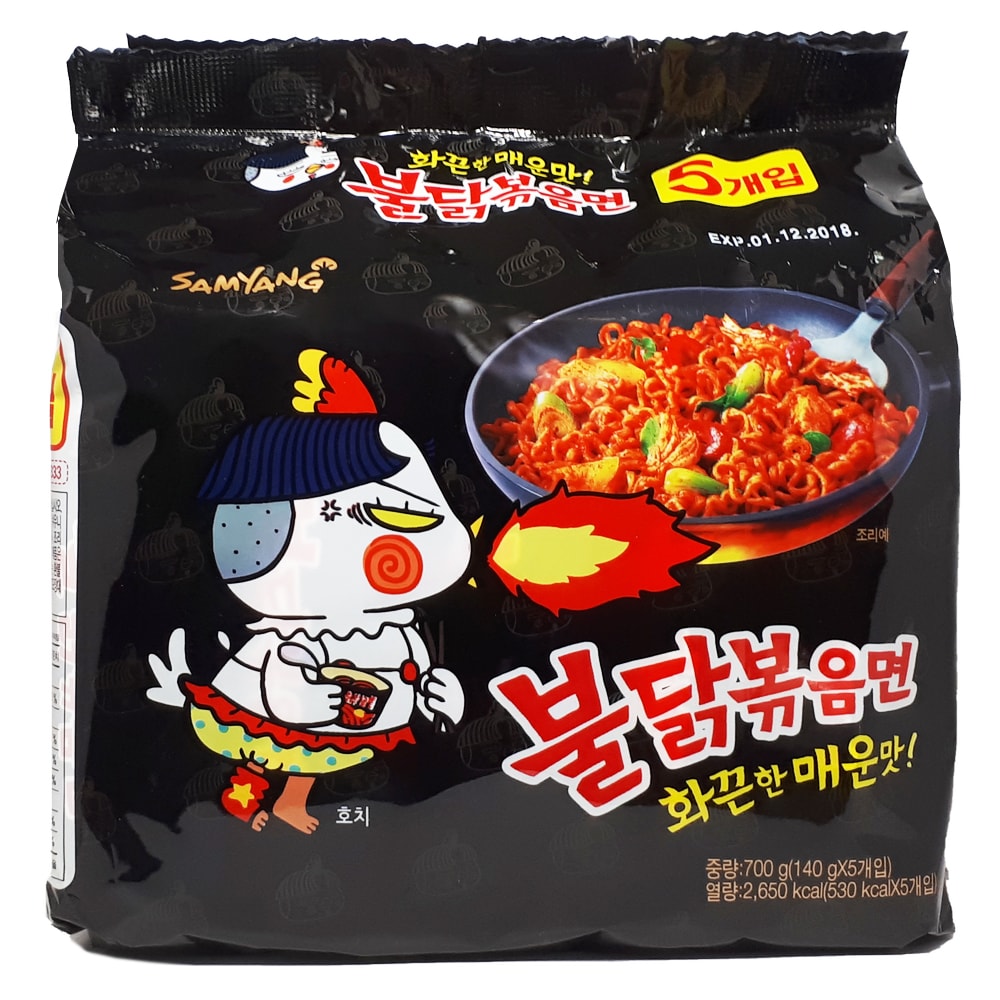 화끈한 매운맛!
불닭볶음면
5개입
EXP.01.12.2018.
SAMYANG
조리예
불닭볶음면
화끈한 매운맛!
호치
중량:700 g(140 gX5개입)
열량:2,650 kcal(530 kcalX5개입)